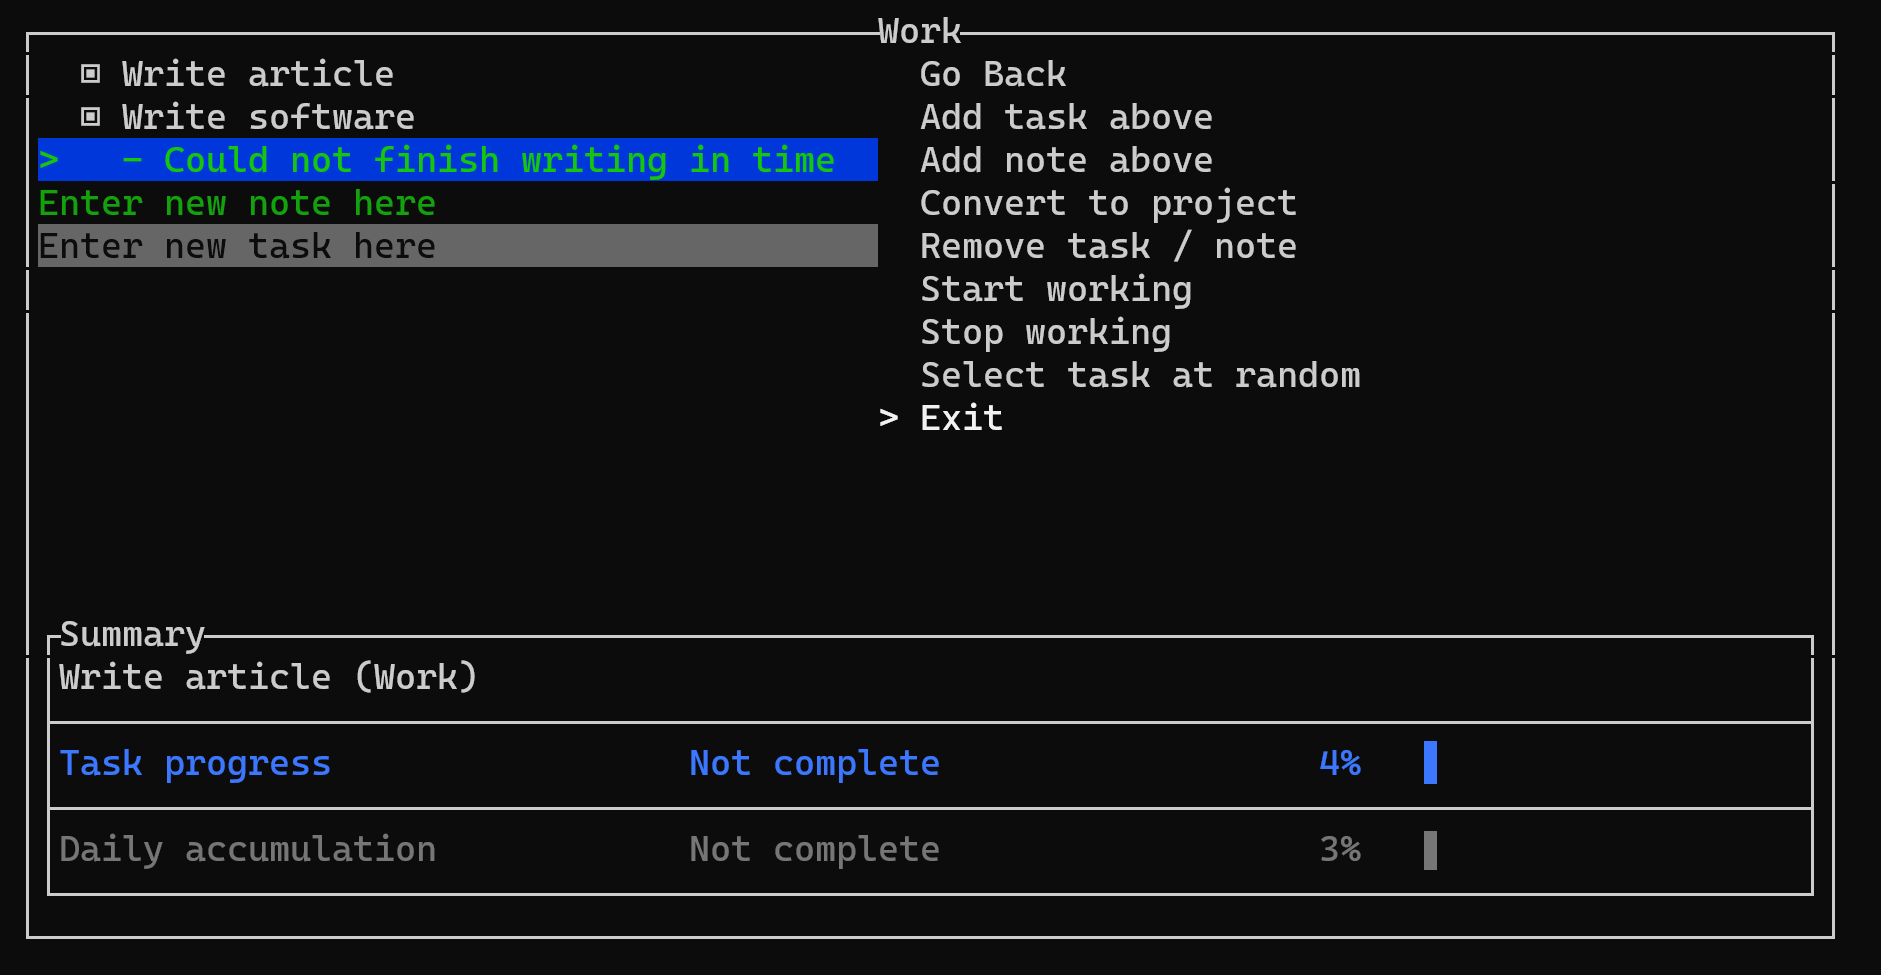 Work
▣ Write article
▣ Write software
> - Could not finish writing in time
Enter new note here
Enter new task here
Go Back
Add task above
Add note above
Convert to project
Remove task / note
Start working
Stop working
Select task at random
> Exit
Summary
Write article (Work)
Task progress Not complete 4%
Daily accumulation Not complete 3%